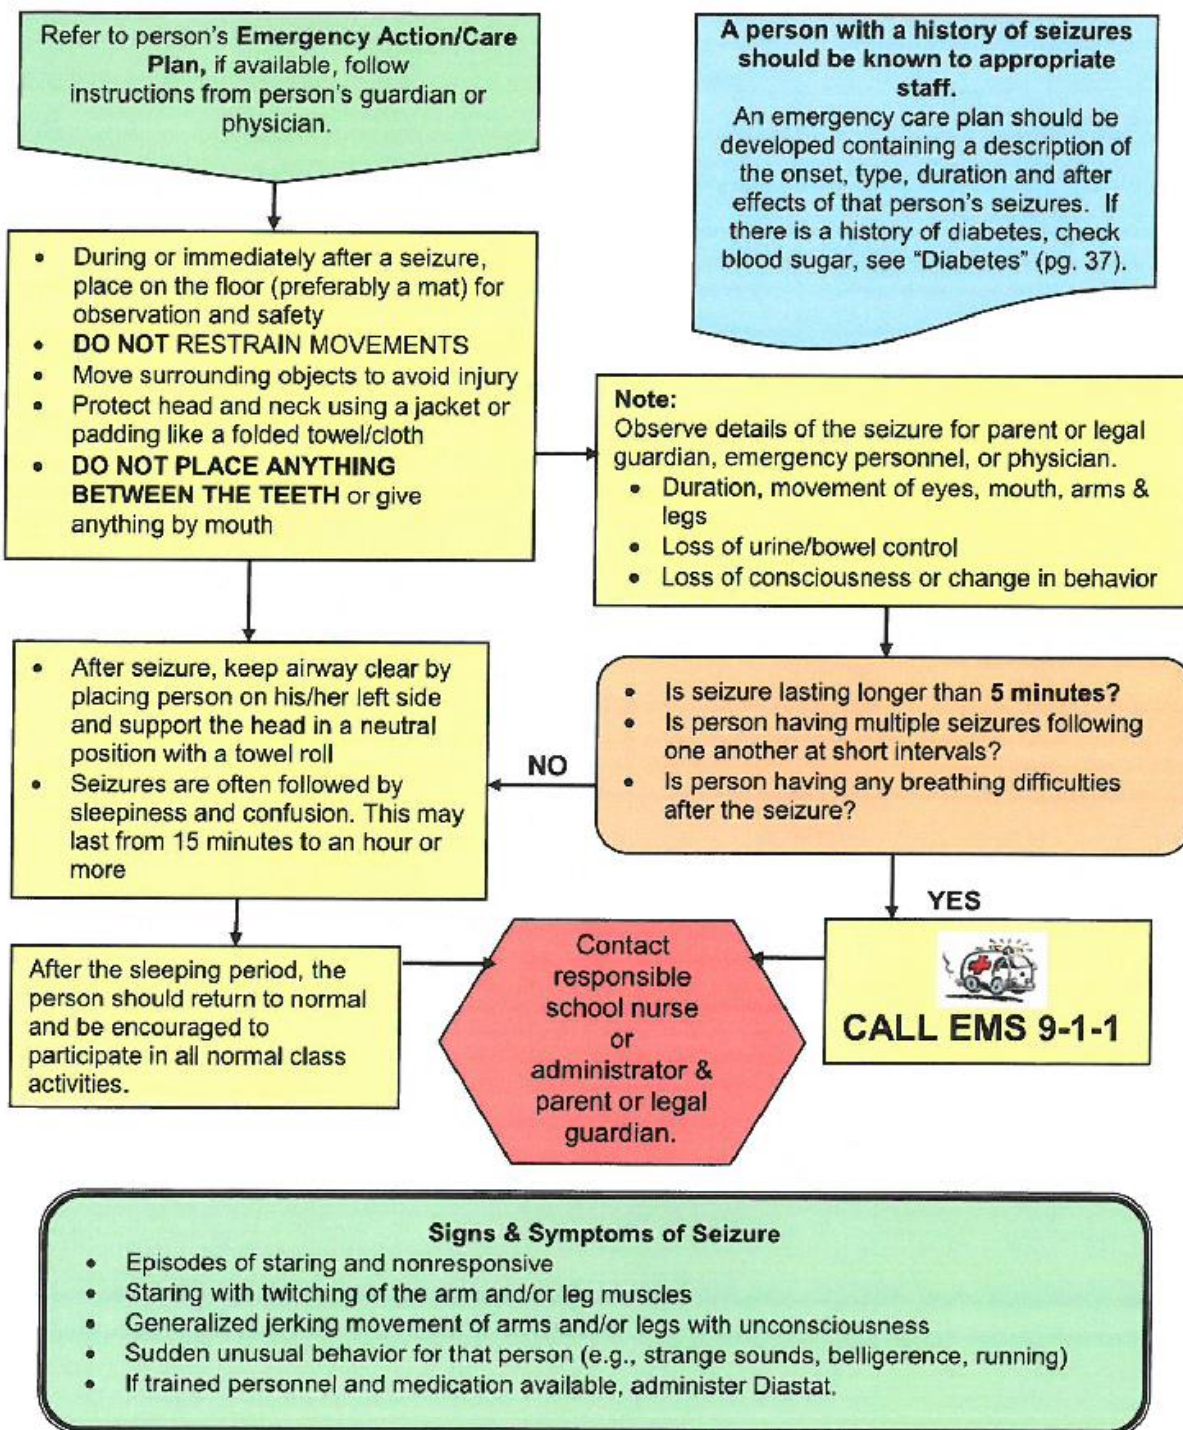 Refer to person's Emergency Action/Care
Plan, if available, follow
instructions from person's guardian or
physician.
A person with a history of seizures
should be known to appropriate
staff.
An emergency care plan should be
developed containing a description of
the onset, type, duration and after
effects of that person's seizures. If
there is a history of diabetes, check
blood sugar, see "Diabetes" (pg. 37).
• During or immediately after a seizure,
place on the floor (preferably a mat) for
observation and safety
• DO NOT RESTRAIN MOVEMENTS
• Move surrounding objects to avoid injury
• Protect head and neck using a jacket or
padding like a folded towel/cloth
• DO NOT PLACE ANYTHING
BETWEEN THE TEETH or give
anything by mouth
Note:
Observe details of the seizure for parent or legal
guardian, emergency personnel, or physician.
• Duration, movement of eyes, mouth, arms &
legs
• Loss of urine/bowel control
• Loss of consciousness or change in behavior
• After seizure, keep airway clear by
placing person on his/her left side
and support the head in a neutral
position with a towel roll
• Seizures are often followed by
sleepiness and confusion. This may
last from 15 minutes to an hour or
more
NO
• Is seizure lasting longer than 5 minutes?
• Is person having multiple seizures following
one another at short intervals?
• Is person having any breathing difficulties
after the seizure?
YES
After the sleeping period, the
person should return to normal
and be encouraged to
participate in all normal class
activities.
Contact
responsible
school nurse
or
administrator &
parent or legal
guardian.
CALL EMS 9-1-1
Signs & Symptoms of Seizure
• Episodes of staring and nonresponsive
• Staring with twitching of the arm and/or leg muscles
• Generalized jerking movement of arms and/or legs with unconsciousness
• Sudden unusual behavior for that person (e.g., strange sounds, belligerence, running)
• If trained personnel and medication available, administer Diastat.